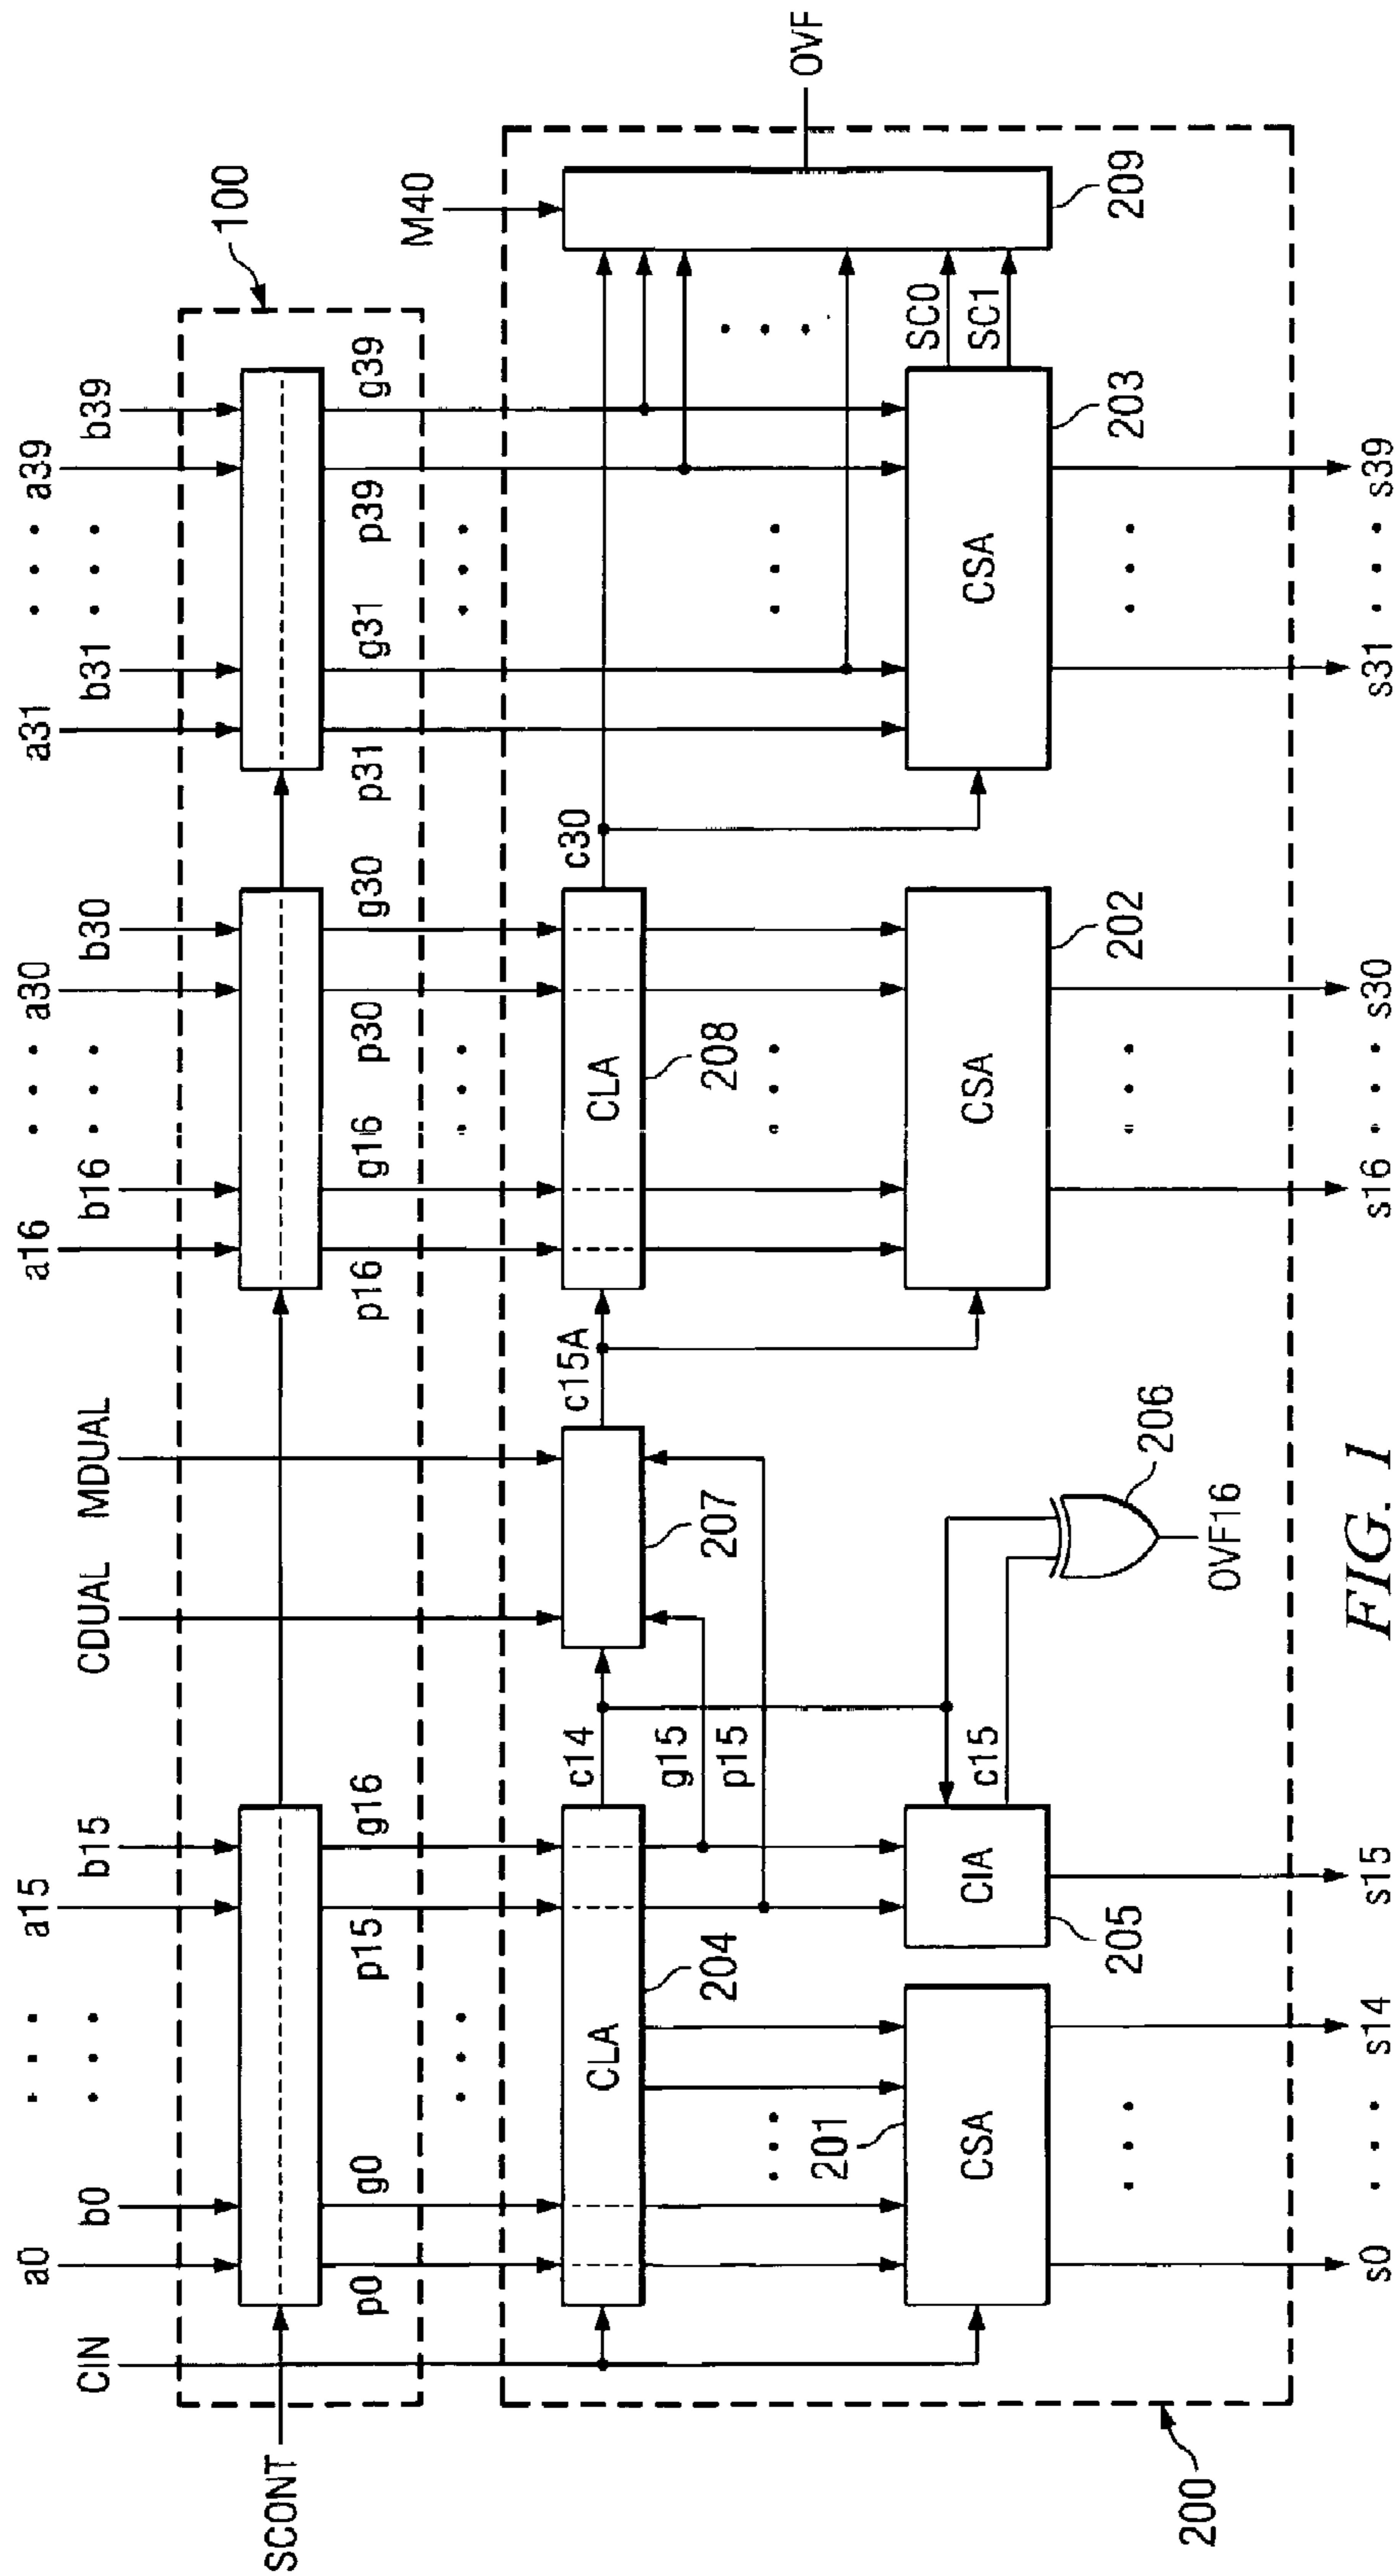 a0 b0 a15 b15 a16 b16 a30 b30 a31 b31 a39 b39
CIN CDUAL MDUAL 100
SCONT
p0 g0 p15 g16 p16 g16 p30 g30 p31 g31 p39 g39
M40
c14 c15A c30
CLA CLA
204 207 208
g15
p15
OVF
201 209
CSA CIA CSA CSA
SC0
SC1
c15
205 206 202 203
OVF16
200
s0 s14 s15 s16 s30 s31 s39
FIG. 1